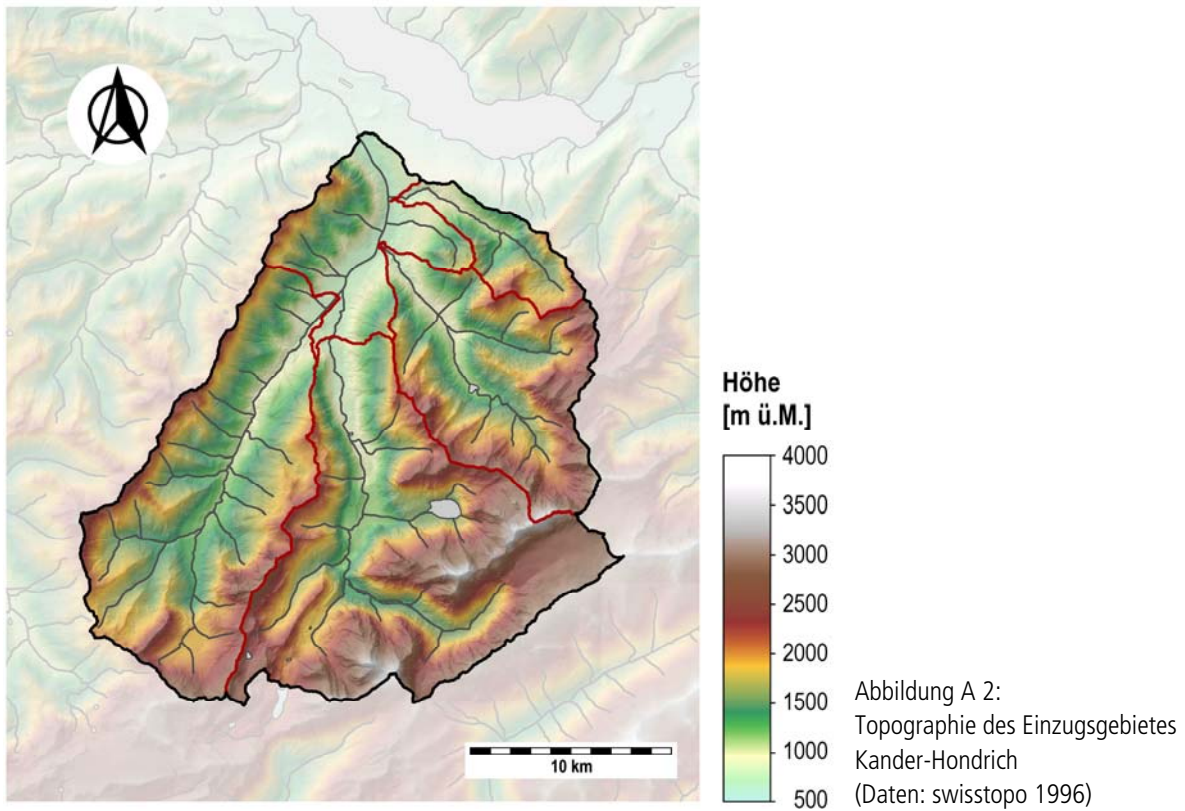 Höhe
[m ü.M.]
4000
3500
3000
2500
2000
1500
1000
500
10 km
Abbildung A 2:
Topographie des Einzugsgebietes
Kander-Hondrich
(Daten: swisstopo 1996)